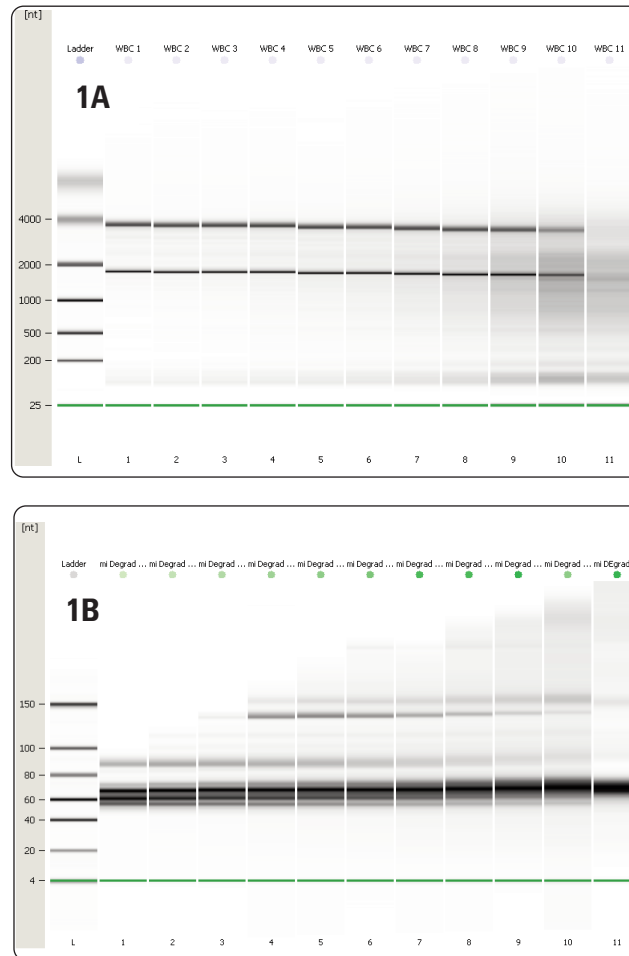 [nt]
Ladder WBC 1 WBC 2 WBC 3 WBC 4 WBC 5 WBC 6 WBC 7 WBC 8 WBC 9 WBC 10 WBC 11
1A
4000
2000
1000
500
200
25
L 1 2 3 4 5 6 7 8 9 10 11
[nt]
Ladder mi Degrad ... mi Degrad ... mi Degrad ... mi Degrad ... mi Degrad ... mi Degrad ... mi Degrad ... mi Degrad ... mi Degrad ... mi Degrad ... mi DEgrad
1B
150
100
80
60
40
20
4
L 1 2 3 4 5 6 7 8 9 10 11